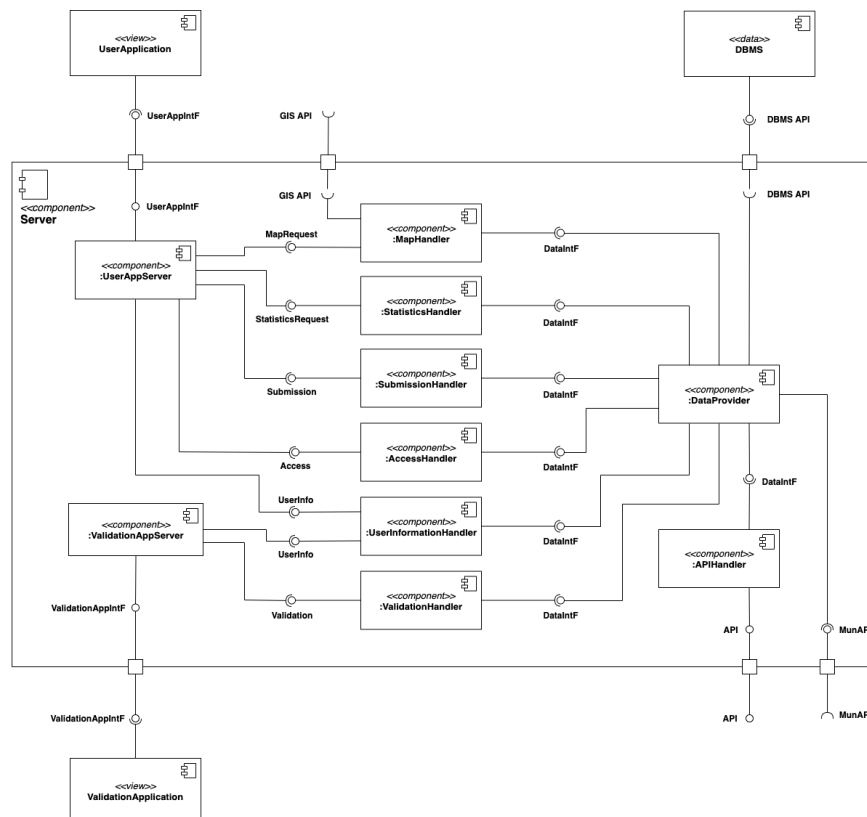 <<view>>
UserApplication
<<data>>
DBMS
UserAppIntF
GIS API
DBMS API
<<component>>
Server
UserAppIntF
GIS API
DBMS API
MapRequest
<<component>>
:MapHandler
DataIntF
<<component>>
:UserAppServer
StatisticsRequest
<<component>>
:StatisticsHandler
DataIntF
Submission
<<component>>
:SubmissionHandler
DataIntF
<<component>>
:DataProvider
Access
<<component>>
:AccessHandler
DataIntF
DataIntF
UserInfo
<<component>>
:ValidationAppServer
UserInfo
<<component>>
:UserInformationHandler
DataIntF
<<component>>
:APIHandler
ValidationAppIntF
Validation
<<component>>
:ValidationHandler
DataIntF
API
MunAP
ValidationAppIntF
API
MunAP
<<view>>
ValidationApplication